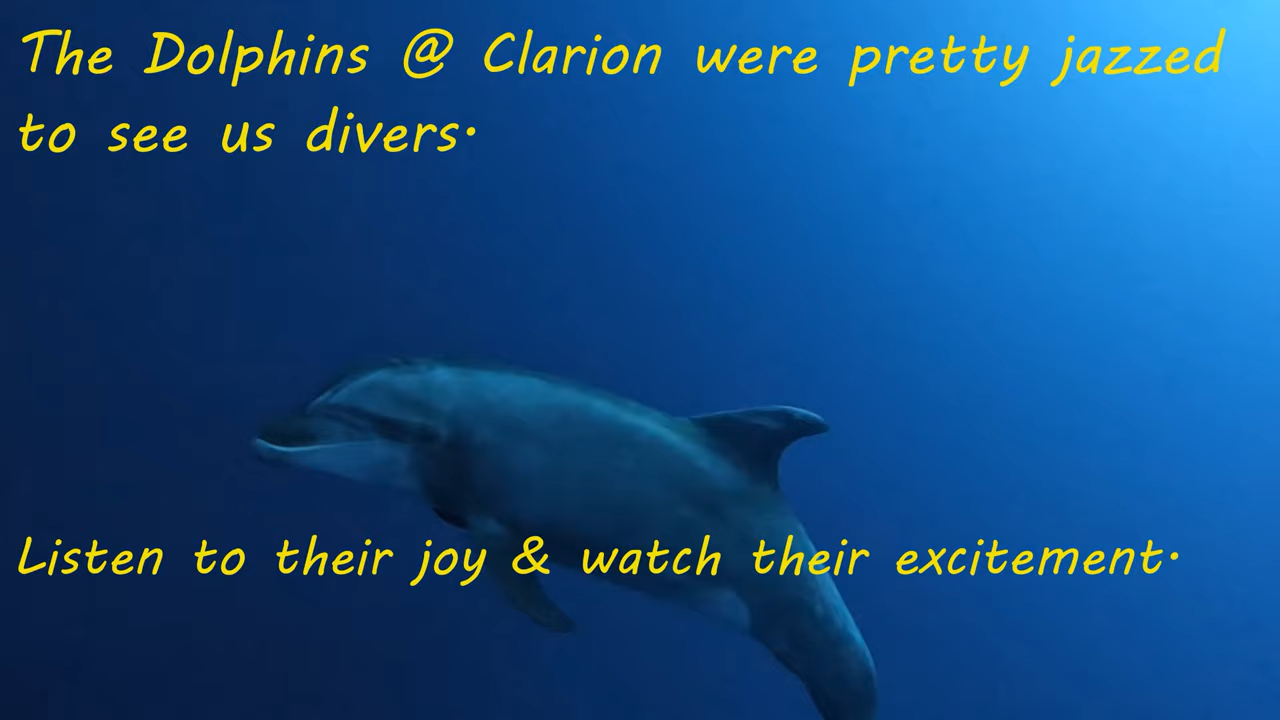 The Dolphins @ Clarion were pretty jazzed
to see us divers.
Listen to their joy & watch their excitement.